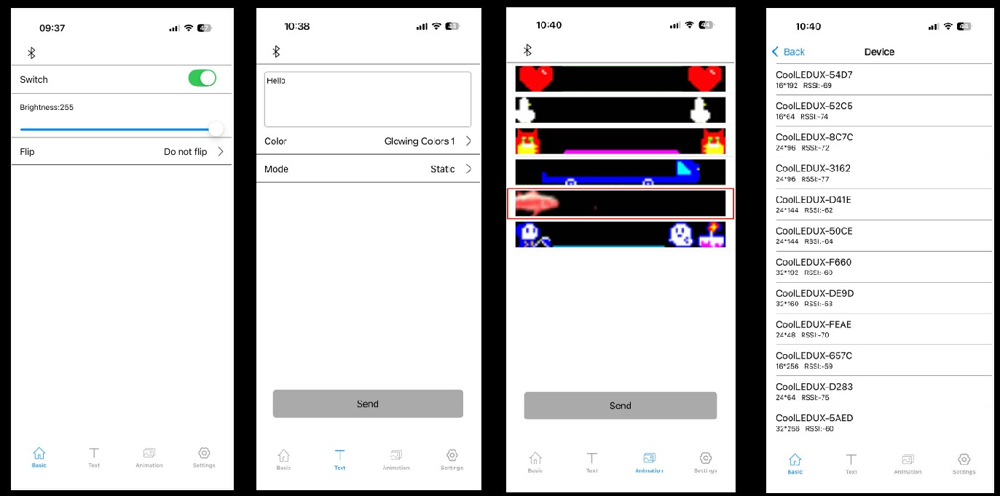 09:37
47
Switch
Brightness:255
Flip Do not flip
Basic Text Animation Settings
10:38
44
Hello
Color Glowing Colors 1
Mode Static
Send
Basic Text Animation Settings
10:40
44
Send
Basic Text Animation Settings
10:40
44
Back Device
CoolLEDUX-54D7
16*192 RSSI:-69
CoolLEDUX-52C5
16*64 RSSI:-74
CoolLEDUX-8C7C
24*96 RSSI:-72
CoolLEDUX-3162
24*96 RSSI:-77
CoolLEDUX-D41E
24*144 RSSI:-62
CoolLEDUX-50CE
24*144 RSSI:-64
CoolLEDUX-F660
32*192 RSSI:-60
CoolLEDUX-DE9D
32*160 RSSI:-53
CoolLEDUX-FEAE
24*48 RSSI:-70
CoolLEDUX-657C
16*256 RSSI:-59
CoolLEDUX-D283
24*64 RSSI:-75
CoolLEDUX-5AED
32*256 RSSI:-60
Basic Text Animation Settings